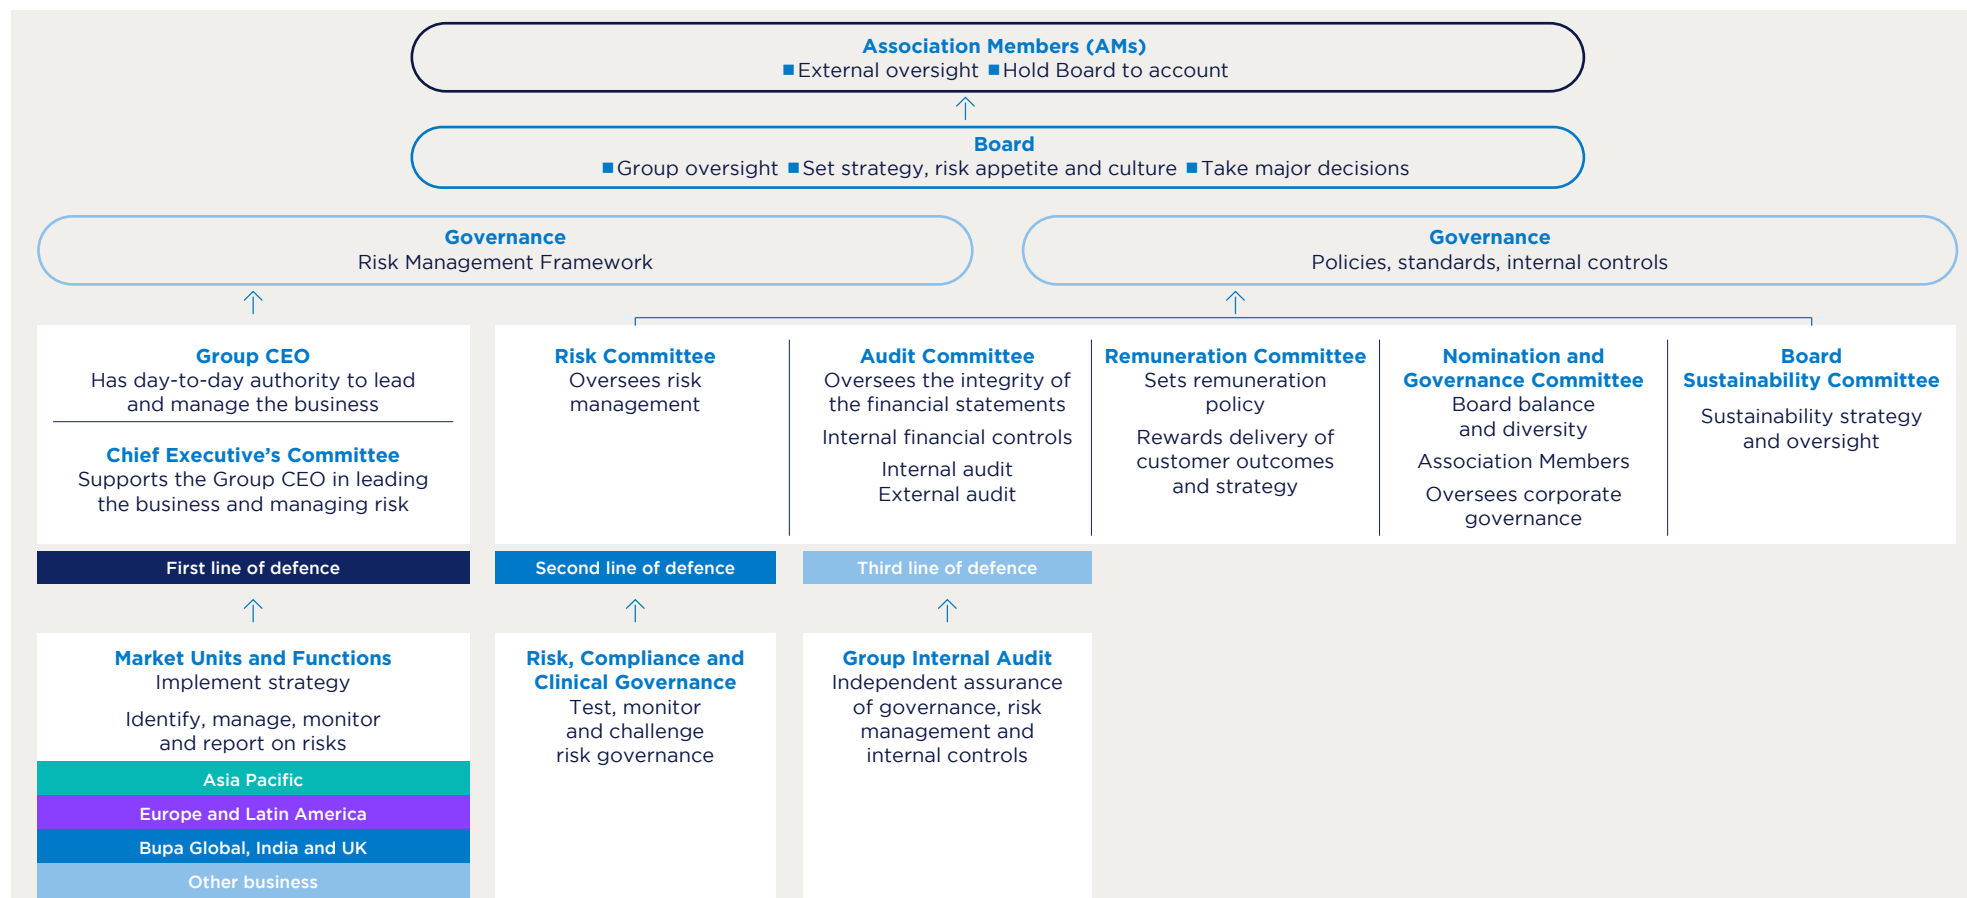 Association Members (AMs)
■ External oversight ■ Hold Board to account
Board
■ Group oversight ■ Set strategy, risk appetite and culture ■ Take major decisions
Governance
Risk Management Framework
Governance
Policies, standards, internal controls
Group CEO
Has day-to-day authority to lead
and manage the business
Chief Executive’s Committee
Supports the Group CEO in leading
the business and managing risk
Risk Committee
Oversees risk
management
Audit Committee
Oversees the integrity of
the financial statements
Internal financial controls
Internal audit
External audit
Remuneration Committee
Sets remuneration
policy
Rewards delivery of
customer outcomes
and strategy
Nomination and
Governance Committee
Board balance
and diversity
Association Members
Oversees corporate
governance
Board
Sustainability Committee
Sustainability strategy
and oversight
First line of defence
Second line of defence
Third line of defence
Market Units and Functions
Implement strategy
Identify, manage, monitor
and report on risks
Asia Pacific
Europe and Latin America
Bupa Global, India and UK
Other business
Risk, Compliance and
Clinical Governance
Test, monitor
and challenge
risk governance
Group Internal Audit
Independent assurance
of governance, risk
management and
internal controls